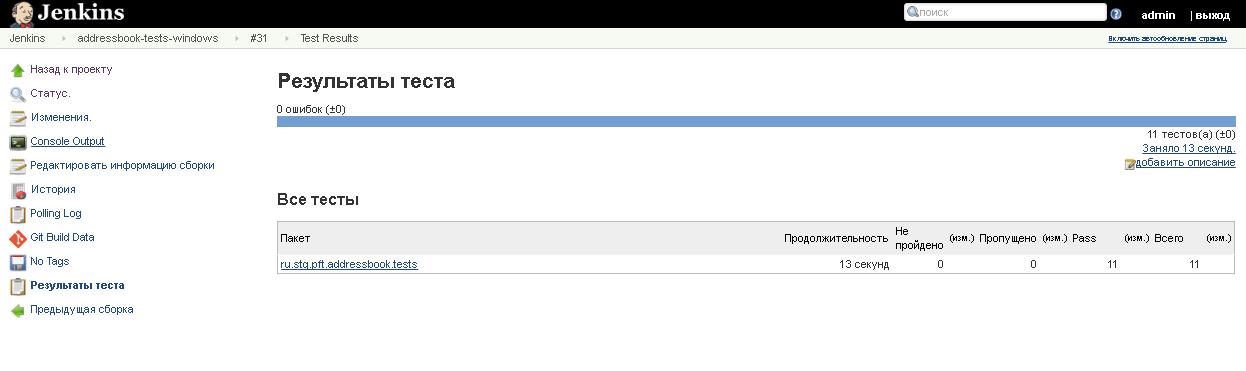 Jenkins
поиск
admin
| выход
Jenkins
addressbook-tests-windows
#31
Test Results
Включить автообновление страниц
Назад к проекту
Статус.
Изменения.
Console Output
Редактировать информацию сборки
История
Polling Log
Git Build Data
No Tags
Результаты теста
Предыдущая сборка
Результаты теста
0 ошибок (±0)
11 тестов(а) (±0)
Заняло 13 секунд.
добавить описание
Все тесты
Пакет Продолжительность Не пройдено (изм.) Пропущено (изм.) Pass (изм.) Всего (изм.)
ru.stq.pft.addressbook.tests 13 секунд 0 0 11 11